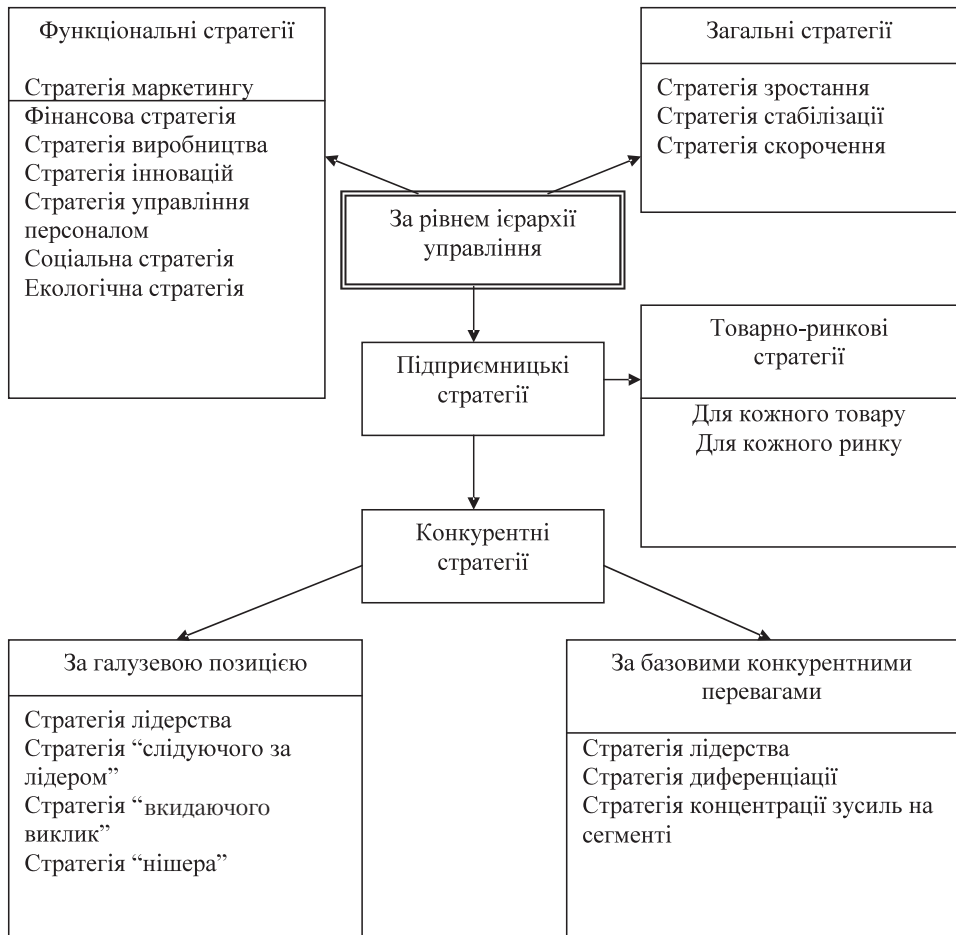 Функціональні стратегії
Стратегія маркетингу
Фінансова стратегія
Стратегія виробництва
Стратегія інновацій
Стратегія управління
персоналом
Соціальна стратегія
Екологічна стратегія
Загальні стратегії
Стратегія зростання
Стратегія стабілізації
Стратегія скорочення
За рівнем ієрархії
управління
Підприємницькі
стратегії
Товарно-ринкові
стратегії
Для кожного товару
Для кожного ринку
Конкурентні
стратегії
За галузевою позицією
Стратегія лідерства
Стратегія “слідуючого за
лідером”
Стратегія “вкидаючого
виклик”
Стратегія “нішера”
За базовими конкурентними
перевагами
Стратегія лідерства
Стратегія диференціації
Стратегія концентрації зусиль на
сегменті